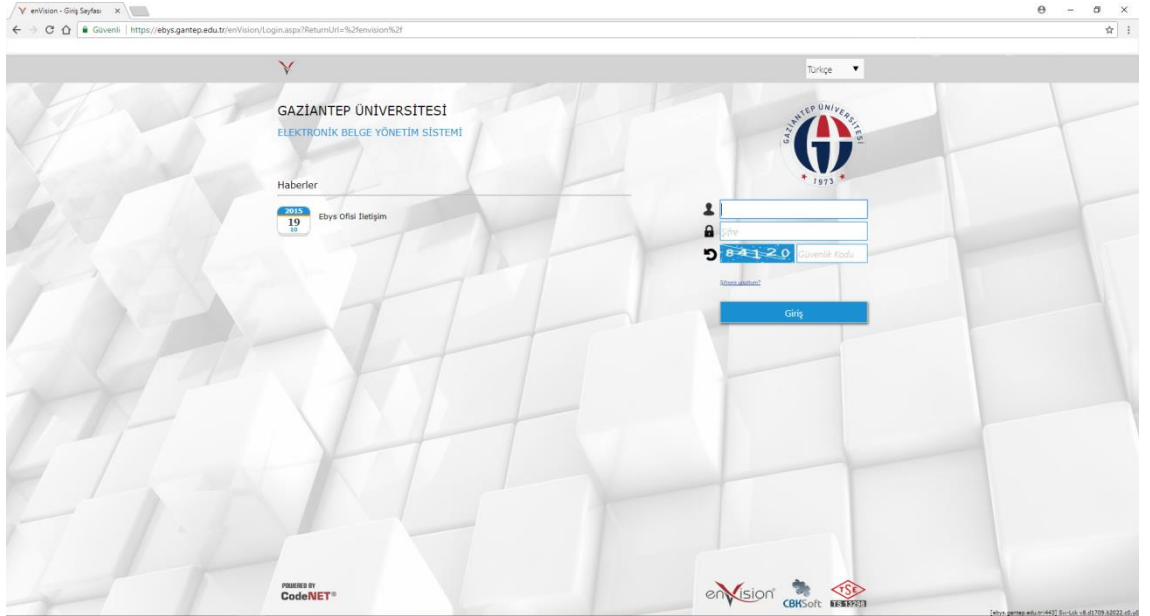 enVision - Giriş Sayfası
Güvenli
https://ebys.gantep.edu.tr/enVision/Login.aspx?ReturnUrl=%2fenvision%2f
Türkçe
GAZİANTEP ÜNİVERSİTESİ
ELEKTRONİK BELGE YÖNETİM SİSTEMİ
GAZİANTEP ÜNİVERSİTESİ
1973
Haberler
2015
19
10
Ebys Ofisi İletişim
Şifre
84120
Güvenlik Kodu
Şifremi unuttum?
Giriş
POWERED BY
CodeNET®
enVision
CBKSoft
TSE
TS 13298